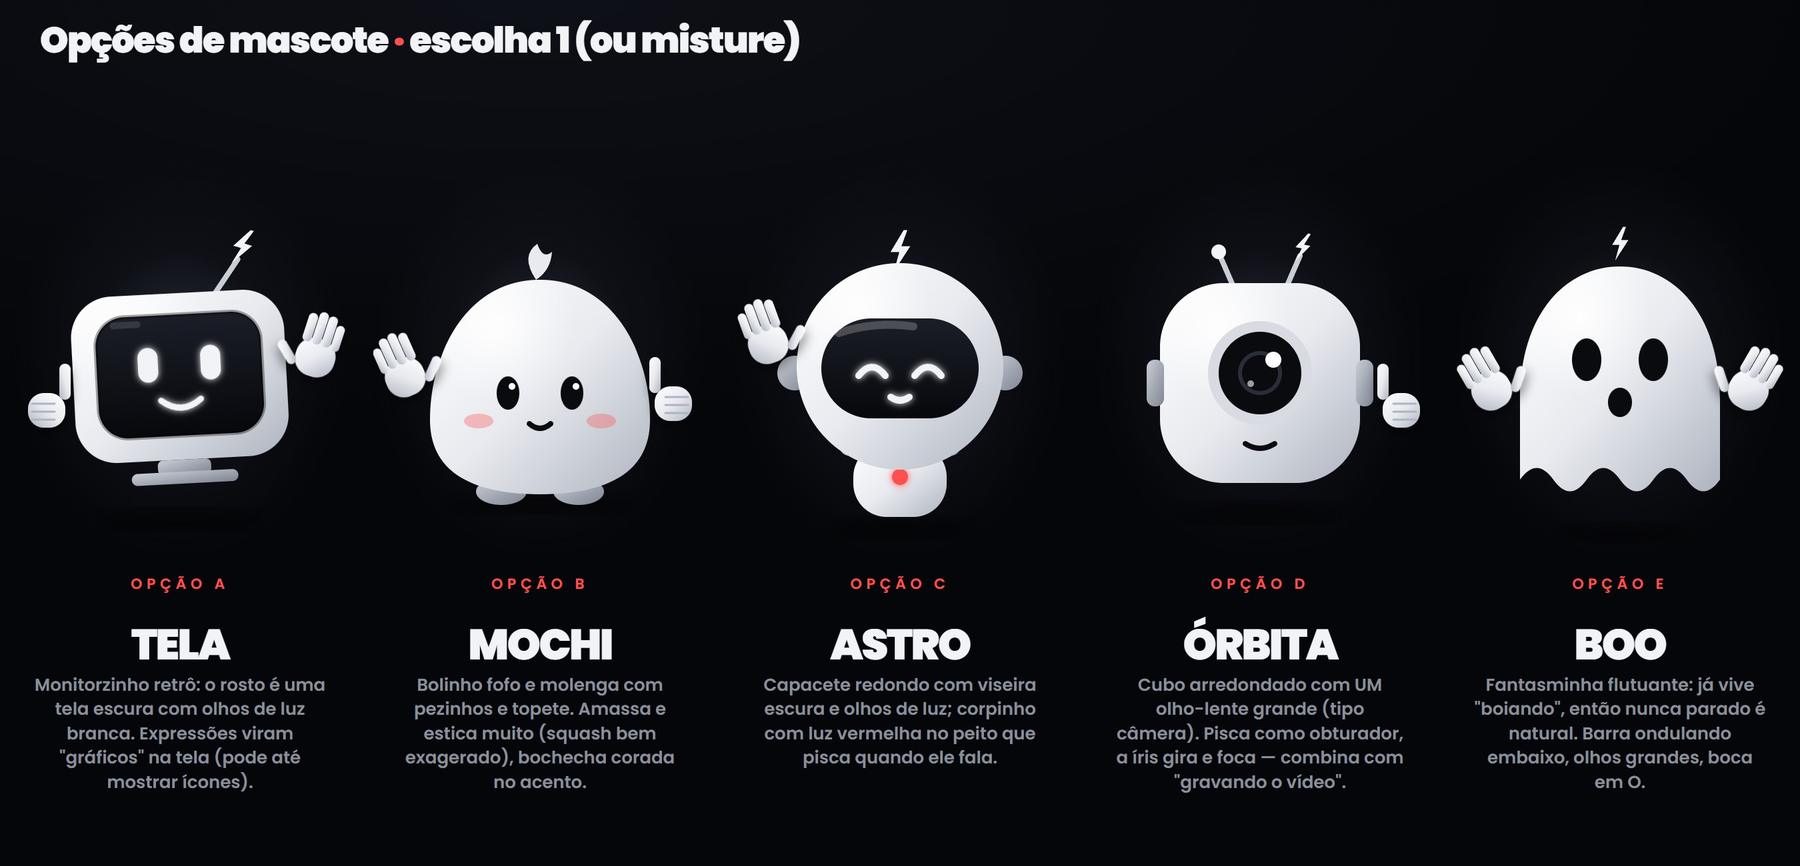 Opções de mascote • escolha 1 (ou misture)
OPÇÃO A
TELA
Monitorzinho retrô: o rosto é uma
tela escura com olhos de luz
branca. Expressões viram
"gráficos" na tela (pode até
mostrar ícones).
OPÇÃO B
MOCHI
Bolinho fofo e molenga com
pezinhos e topete. Amassa e
estica muito (squash bem
exagerado), bochecha corada
no acento.
OPÇÃO C
ASTRO
Capacete redondo com viseira
escura e olhos de luz; corpinho
com luz vermelha no peito que
pisca quando ele fala.
OPÇÃO D
ÓRBITA
Cubo arredondado com UM
olho-lente grande (tipo
câmera). Pisca como obturador,
a íris gira e foca — combina com
"gravando o vídeo".
OPÇÃO E
BOO
Fantasminha flutuante: já vive
"boiando", então nunca parado é
natural. Barra ondulando
embaixo, olhos grandes, boca
em O.